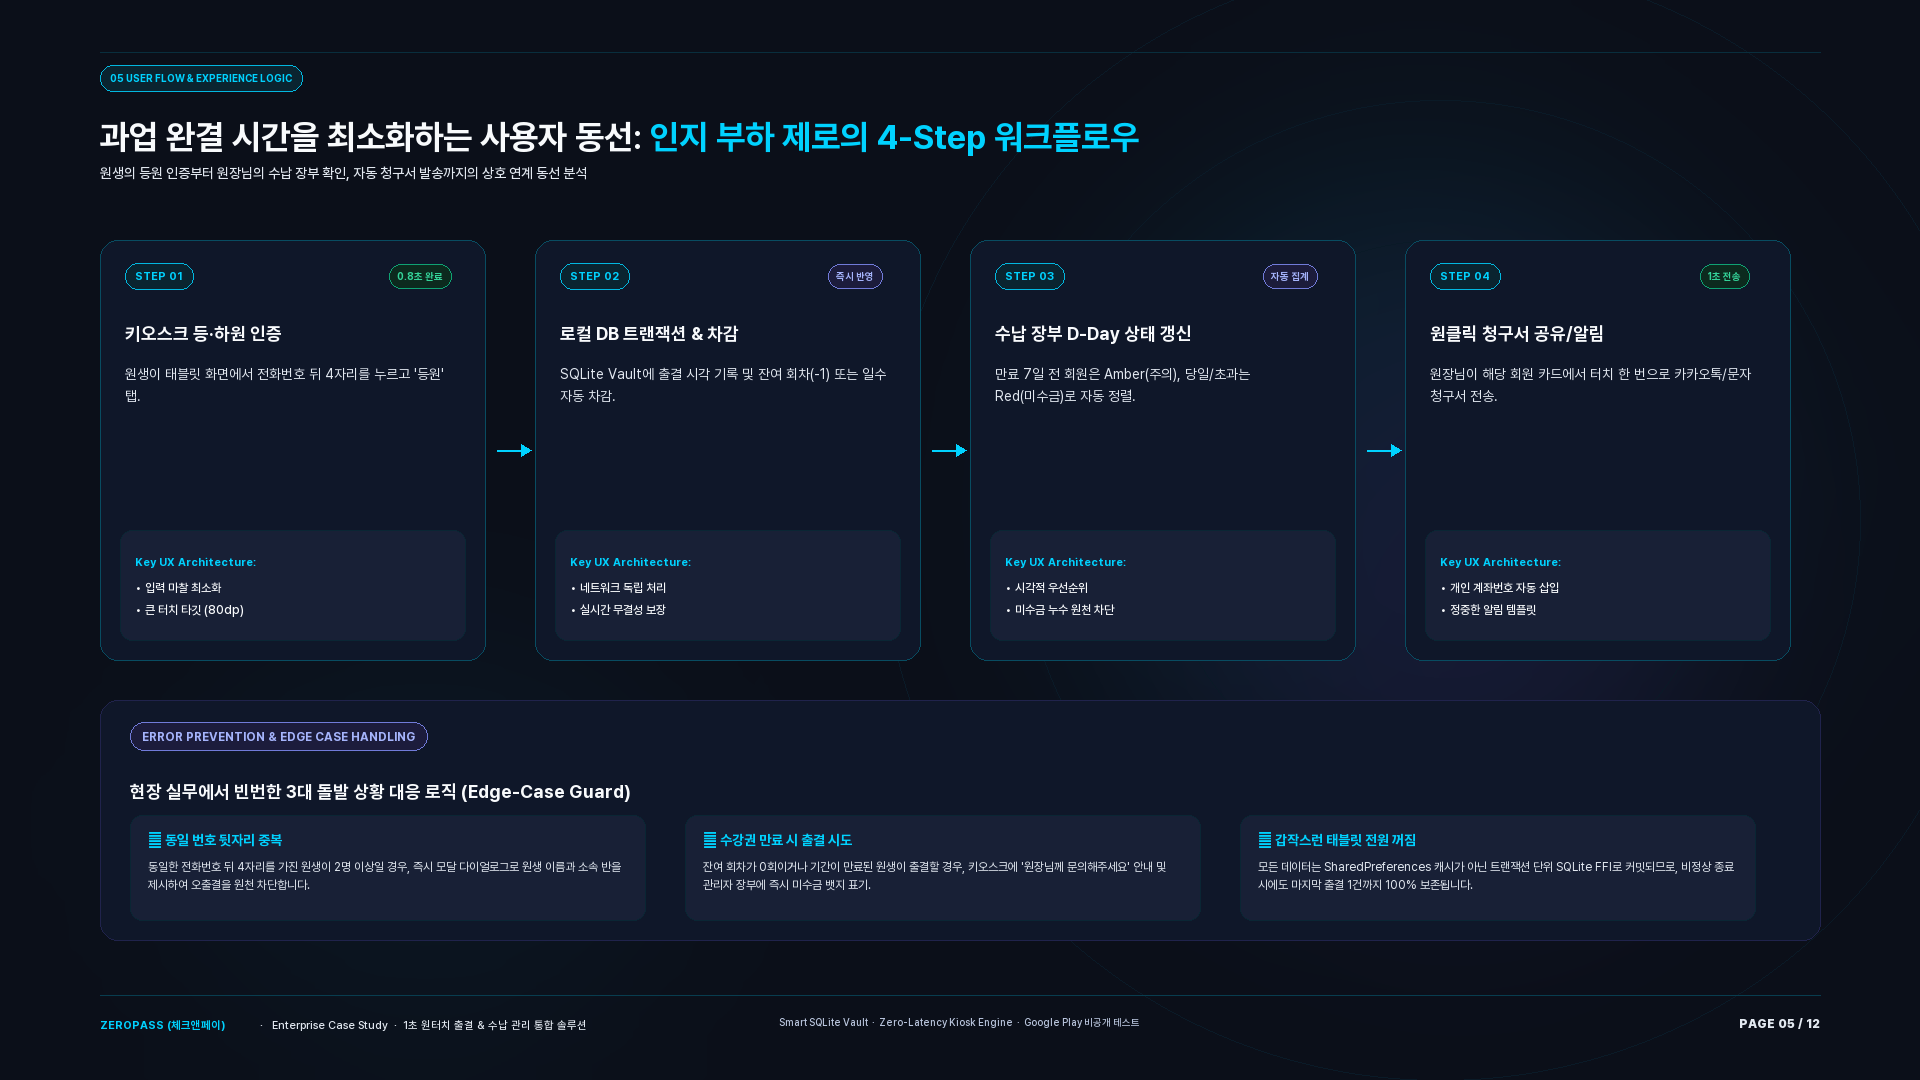 05 USER FLOW & EXPERIENCE LOGIC
과업 완결 시간을 최소화하는 사용자 동선: 인지 부하 제로의 4-Step 워크플로우
원생의 등원 인증부터 원장님의 수납 장부 확인, 자동 청구서 발송까지의 상호 연계 동선 분석
STEP 01
0.8초 완료
키오스크 등·하원 인증
원생이 태블릿 화면에서 전화번호 뒤 4자리를 누르고 '등원'
탭.
Key UX Architecture:
• 입력 마찰 최소화
• 큰 터치 타깃 (80dp)
STEP 02
즉시 반영
로컬 DB 트랜잭션 & 차감
SQLite Vault에 출결 시각 기록 및 잔여 회차(-1) 또는 일수
자동 차감.
Key UX Architecture:
• 네트워크 독립 처리
• 실시간 무결성 보장
STEP 03
자동 집계
수납 장부 D-Day 상태 갱신
만료 7일 전 회원은 Amber(주의), 당일/초과는
Red(미수금)로 자동 정렬.
Key UX Architecture:
• 시각적 우선순위
• 미수금 누수 원천 차단
STEP 04
1초 전송
원클릭 청구서 공유/알림
원장님이 해당 회원 카드에서 터치 한 번으로 카카오톡/문자
청구서 전송.
Key UX Architecture:
• 개인 계좌번호 자동 삽입
• 정중한 알림 템플릿
ERROR PREVENTION & EDGE CASE HANDLING
현장 실무에서 빈번한 3대 돌발 상황 대응 로직 (Edge-Case Guard)
동일 번호 뒷자리 중복
동일한 전화번호 뒤 4자리를 가진 원생이 2명 이상일 경우, 즉시 모달 다이얼로그로 원생 이름과 소속 반을
제시하여 오출결을 원천 차단합니다.
수강권 만료 시 출결 시도
잔여 회차가 0회이거나 기간이 만료된 원생이 출결할 경우, 키오스크에 '원장님께 문의해주세요' 안내 및
관리자 장부에 즉시 미수금 뱃지 표기.
갑작스런 태블릿 전원 꺼짐
모든 데이터는 SharedPreferences 캐시가 아닌 트랜잭션 단위 SQLite FFI로 커밋되므로, 비정상 종료
시에도 마지막 출결 1건까지 100% 보존됩니다.
ZEROPASS (체크앤페이) · Enterprise Case Study · 1초 원터치 출결 & 수납 관리 통합 솔루션
Smart SQLite Vault · Zero-Latency Kiosk Engine · Google Play 비공개 테스트
PAGE 05 / 12